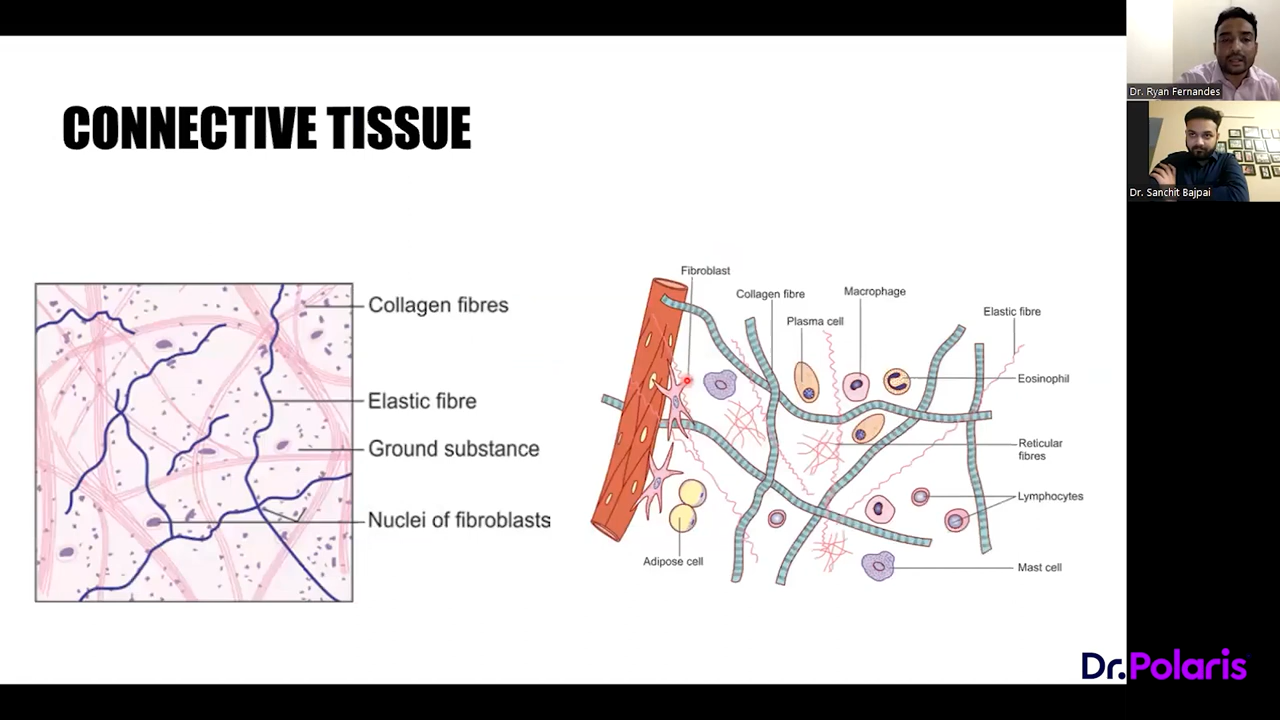 CONNECTIVE TISSUE
Collagen fibres
Elastic fibre
Ground substance
Nuclei of fibroblasts
Fibroblast
Collagen fibre
Macrophage
Plasma cell
Elastic fibre
Eosinophil
Reticular
fibres
Lymphocytes
Adipose cell
Mast cell
Dr. Ryan Fernandes
Dr. Sanchit Bajpai
Dr.Polaris